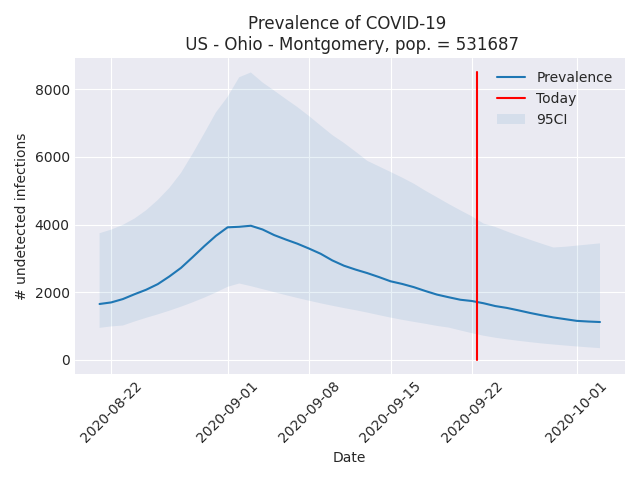 Prevalence of COVID-19
US - Ohio - Montgomery, pop. = 531687
Prevalence
Today
95CI
8000
6000
4000
2000
0
# undetected infections
2020-08-22
2020-09-01
2020-09-08
2020-09-15
2020-09-22
2020-10-01
Date